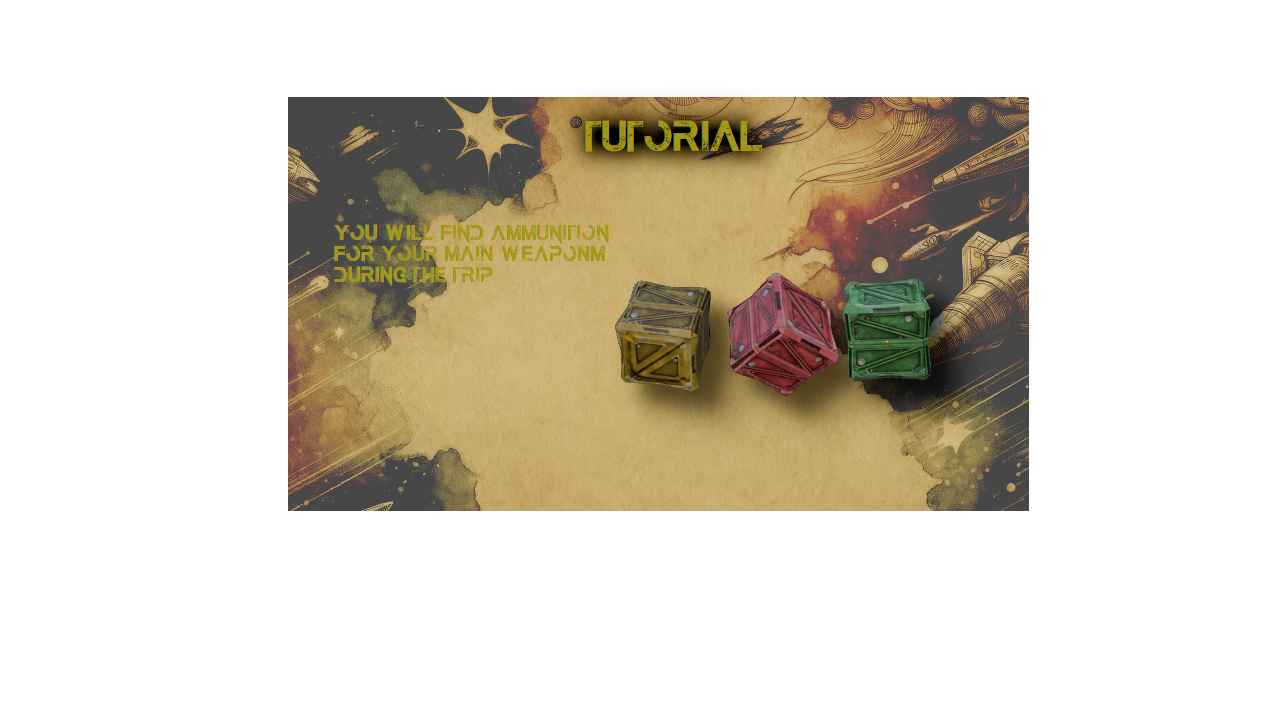 TUTORIAL
YOU WILL FIND AMMUNITION
FOR YOUR MAIN WEAPONM
DURING THE TRIP